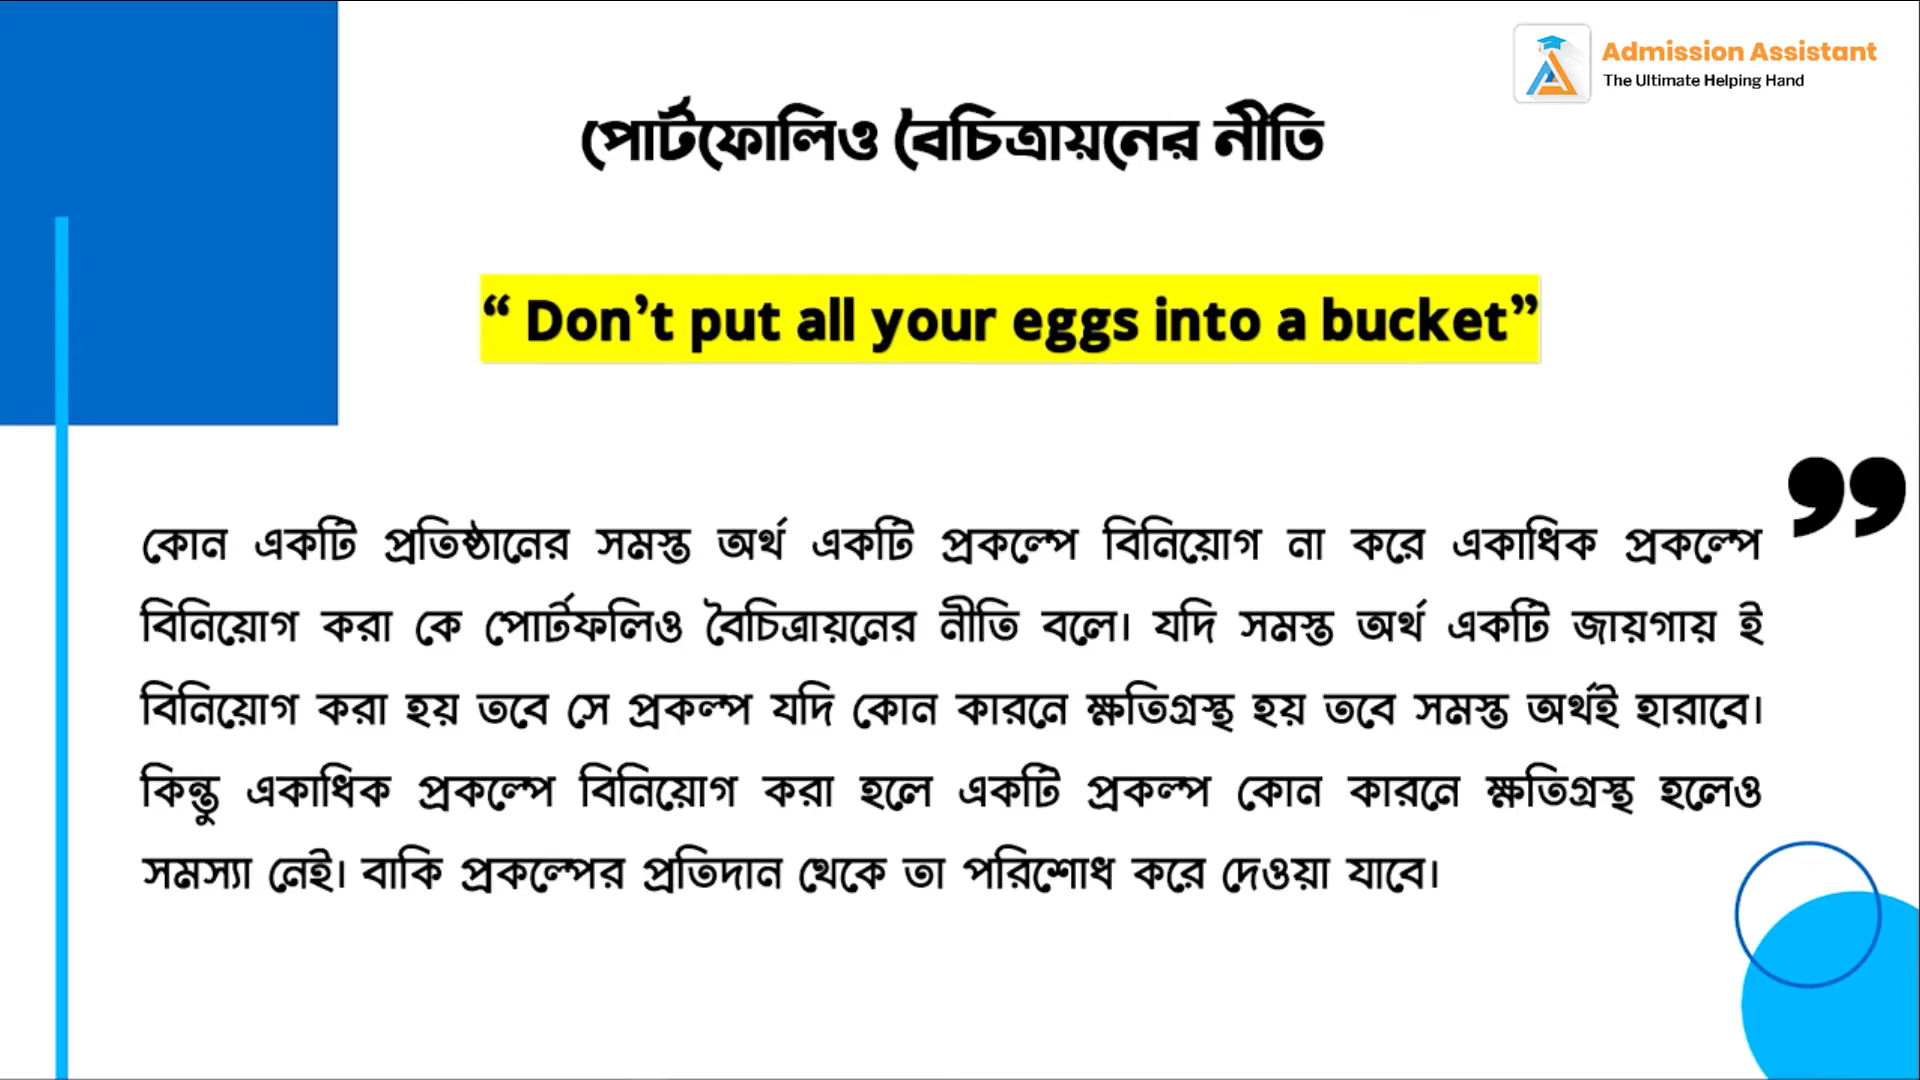 Admission Assistant
The Ultimate Helping Hand
পোর্টফোলিও বৈচিত্রায়নের নীতি
“ Don’t put all your eggs into a bucket”
কোন একটি প্রতিষ্ঠানের সমস্ত অর্থ একটি প্রকল্পে বিনিয়োগ না করে একাধিক প্রকল্পে
বিনিয়োগ করা কে পোর্টফলিও বৈচিত্রায়নের নীতি বলে। যদি সমস্ত অর্থ একটি জায়গায় ই
বিনিয়োগ করা হয় তবে সে প্রকল্প যদি কোন কারনে ক্ষতিগ্রস্থ হয় তবে সমস্ত অর্থই হারাবে।
কিন্তু একাধিক প্রকল্পে বিনিয়োগ করা হলে একটি প্রকল্প কোন কারনে ক্ষতিগ্রস্থ হলেও
সমস্যা নেই। বাকি প্রকল্পের প্রতিদান থেকে তা পরিশোধ করে দেওয়া যাবে।